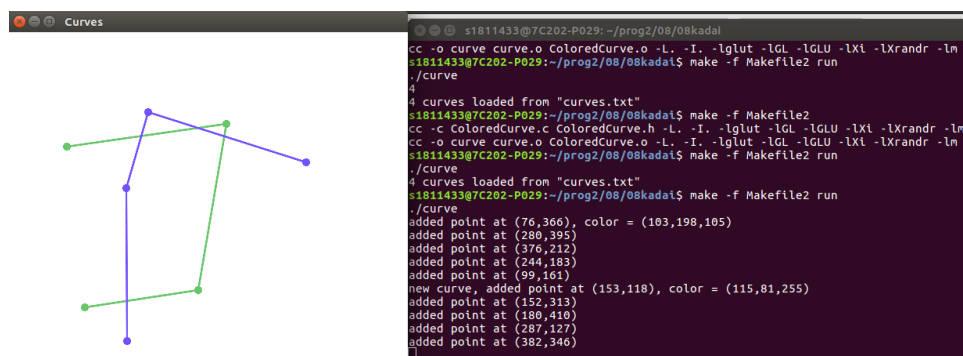 Curves
s1811433@7C202-P029: ~/prog2/08/08kadai
cc -o curve curve.o ColoredCurve.o -L. -I. -lglut -lGL -lGLU -lXi -lXrandr -lm
s1811433@7C202-P029:~/prog2/08/08kadai$ make -f Makefile2 run
./curve
4
4 curves loaded from "curves.txt"
s1811433@7C202-P029:~/prog2/08/08kadai$ make -f Makefile2
cc -c ColoredCurve.c ColoredCurve.h -L. -I. -lglut -lGL -lGLU -lXi -lXrandr -lm
cc -o curve curve.o ColoredCurve.o -L. -I. -lglut -lGL -lGLU -lXi -lXrandr -lm
s1811433@7C202-P029:~/prog2/08/08kadai$ make -f Makefile2 run
./curve
4 curves loaded from "curves.txt"
s1811433@7C202-P029:~/prog2/08/08kadai$ make -f Makefile2 run
./curve
added point at (76,366), color = (103,198,105)
added point at (280,395)
added point at (376,212)
added point at (244,183)
added point at (99,161)
new curve, added point at (153,118), color = (115,81,255)
added point at (152,313)
added point at (180,410)
added point at (287,127)
added point at (382,346)